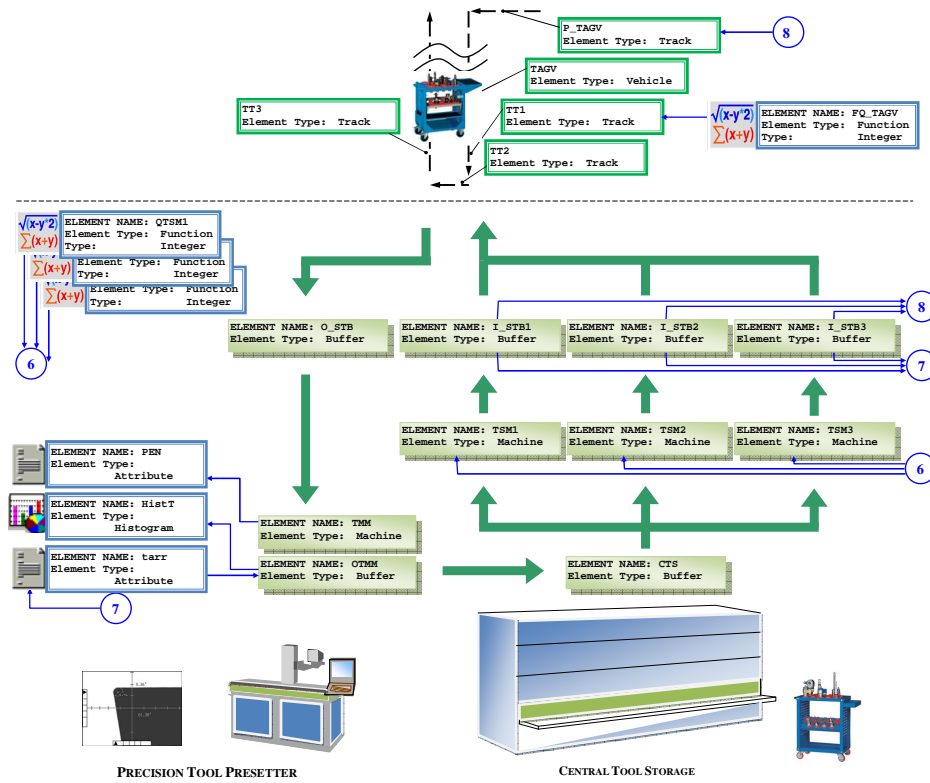 P_TAGV
Element Type: Track
8
TAGV
Element Type: Vehicle
TT3
Element Type: Track
TT1
Element Type: Track
√(x-y*2)
∑(x+y)
ELEMENT NAME: FQ_TAGV
Element Type: Function
Type: Integer
TT2
Element Type: Track
√(x-y*2)
∑(x+y)
ELEMENT NAME: QTSM1
Element Type: Function
Type: Integer
∑(x+y)
Element Type: Function
Type: Integer
∑(x+y)
Element Type: Function
Type: Integer
6
ELEMENT NAME: O_STB
Element Type: Buffer
ELEMENT NAME: I_STB1
Element Type: Buffer
ELEMENT NAME: I_STB2
Element Type: Buffer
ELEMENT NAME: I_STB3
Element Type: Buffer
8
7
ELEMENT NAME: TSM1
Element Type: Machine
ELEMENT NAME: TSM2
Element Type: Machine
ELEMENT NAME: TSM3
Element Type: Machine
6
ELEMENT NAME: PEN
Element Type:
Attribute
ELEMENT NAME: HistT
Element Type:
Histogram
ELEMENT NAME: tarr
Element Type:
Attribute
7
ELEMENT NAME: TMM
Element Type: Machine
ELEMENT NAME: OTMM
Element Type: Buffer
ELEMENT NAME: CTS
Element Type: Buffer
PRECISION TOOL PRESETTER
CENTRAL TOOL STORAGE